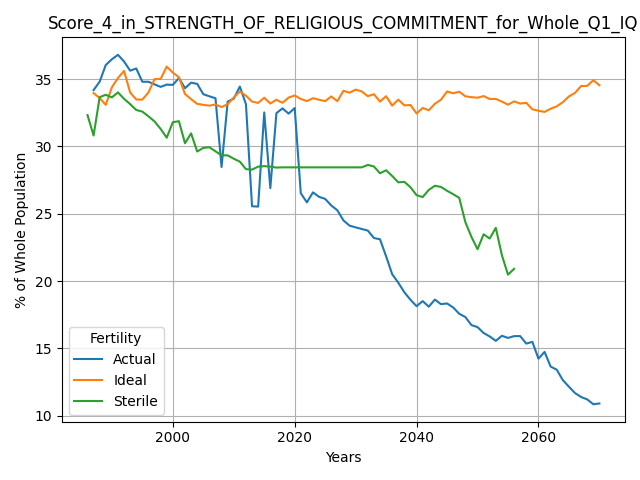 Score_4_in_STRENGTH_OF_RELIGIOUS_COMMITMENT_for_Whole_Q1_IQ
% of Whole Population
35
30
25
20
15
10
Fertility
Actual
Ideal
Sterile
2000 2020 2040 2060
Years